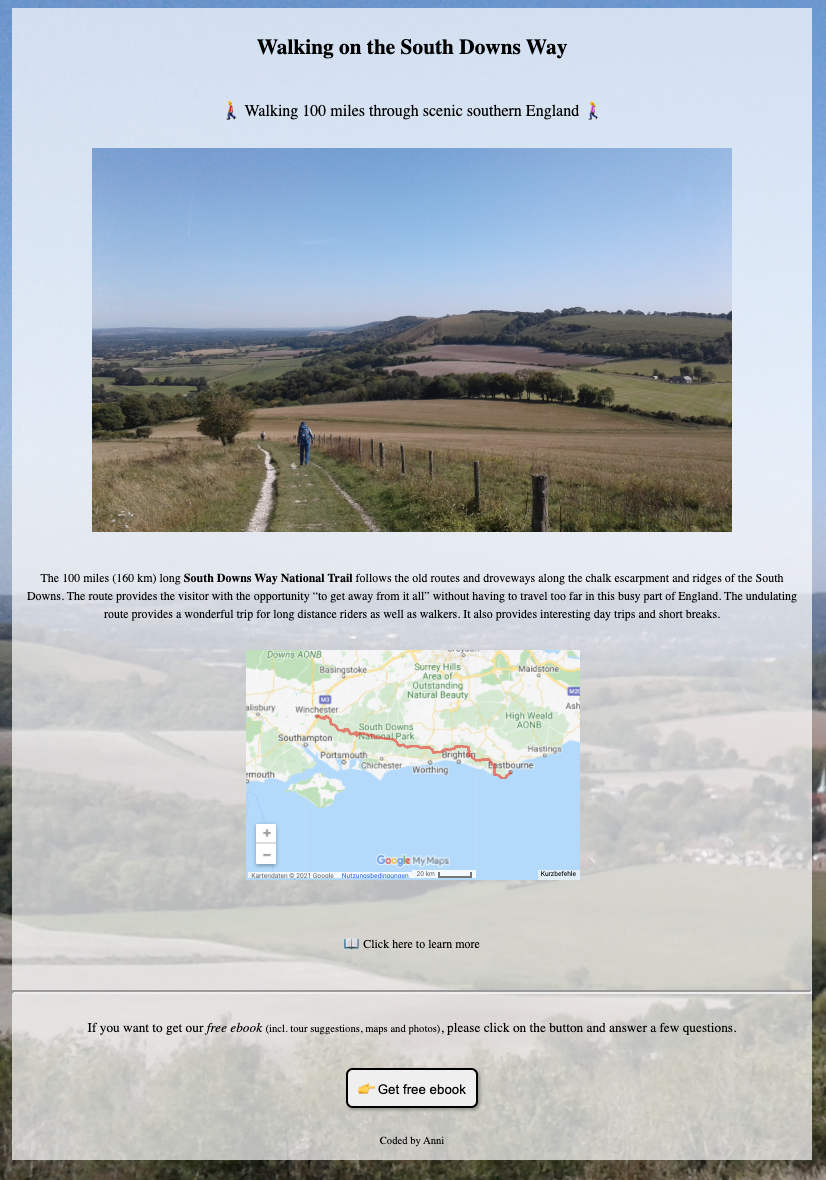 Walking on the South Downs Way
🚶 Walking 100 miles through scenic southern England 🚶‍♀️
The 100 miles (160 km) long South Downs Way National Trail follows the old routes and droveways along the chalk escarpment and ridges of the South
Downs. The route provides the visitor with the opportunity “to get away from it all” without having to travel too far in this busy part of England. The undulating
route provides a wonderful trip for long distance riders as well as walkers. It also provides interesting day trips and short breaks.
Downs AONB
Basingstoke
Surrey Hills
Area of
Outstanding
Natural Beauty
Maidstone
M3
M20
alisbury
Winchester
Ash
High Weald
AONB
South Downs
National Park
Southampton
Portsmouth
Chichester
Worthing
Brighton
Hastings
Eastbourne
emouth
+
−
Google My Maps
Kartendaten © 2021 Google
Nutzungsbedingungen
20 km
Kurzbefehle
📖 Click here to learn more
If you want to get our free ebook (incl. tour suggestions, maps and photos), please click on the button and answer a few questions.
👉 Get free ebook
Coded by Anni